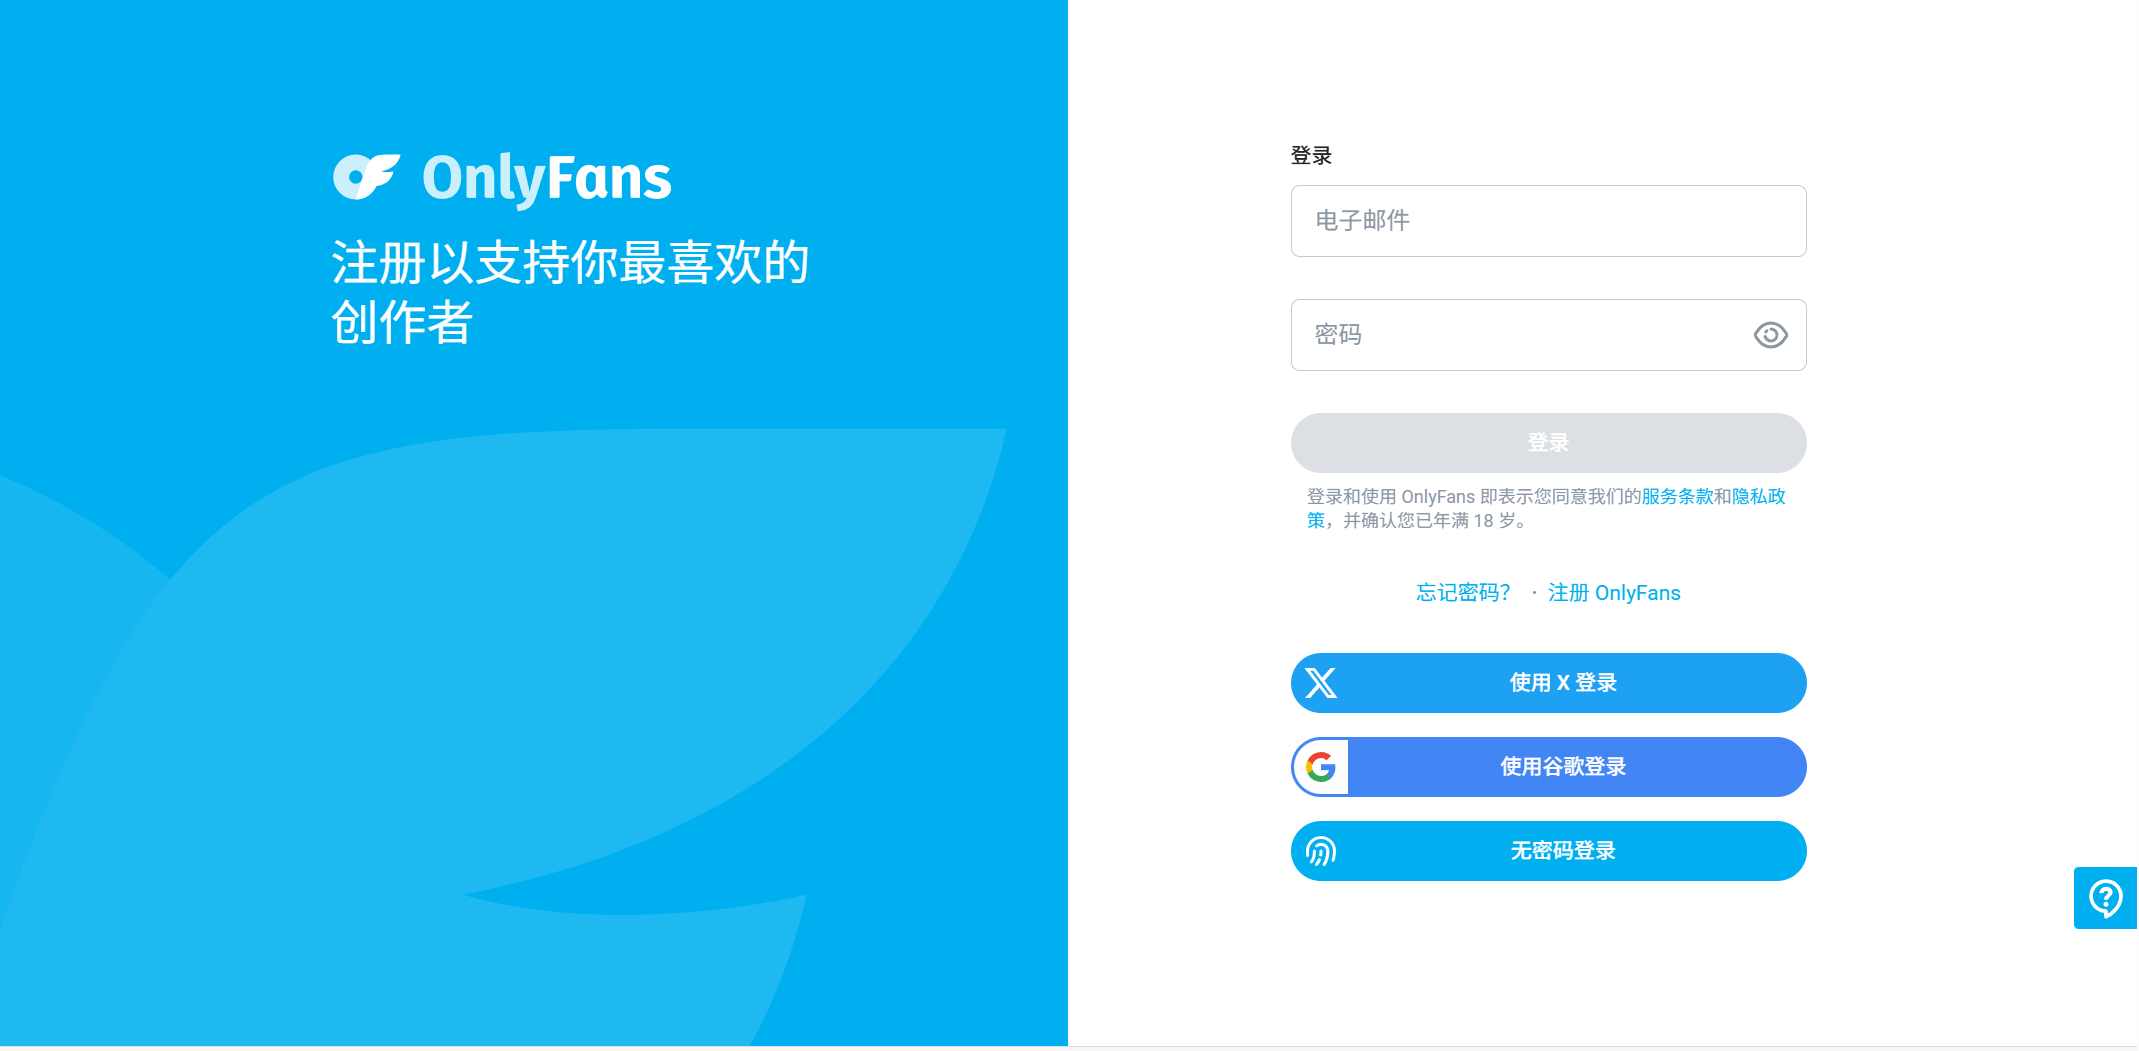 OnlyFans
注册以支持你最喜欢的
创作者
登录
电子邮件
密码
登录
登录和使用 OnlyFans 即表示您同意我们的服务条款和隐私政
策，并确认您已年满 18 岁。
忘记密码? · 注册 OnlyFans
使用 X 登录
使用谷歌登录
无密码登录